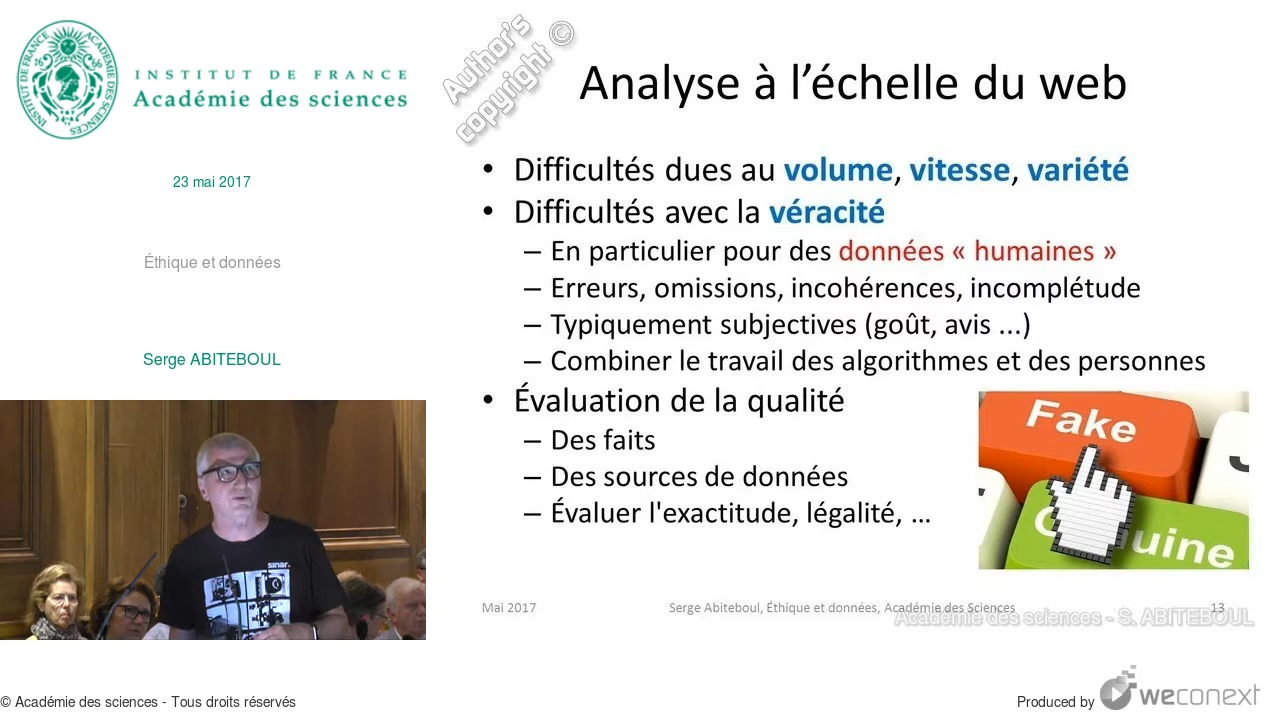 INSTITUT DE FRANCE
Académie des sciences
23 mai 2017
Éthique et données
Serge ABITEBOUL
sinar
Author's
copyright ©
Analyse à l’échelle du web
• Difficultés dues au volume, vitesse, variété
• Difficultés avec la véracité
– En particulier pour des données « humaines »
– Erreurs, omissions, incohérences, incomplétude
– Typiquement subjectives (goût, avis ...)
– Combiner le travail des algorithmes et des personnes
• Évaluation de la qualité
– Des faits
– Des sources de données
– Évaluer l'exactitude, légalité, …
Fake
Mai 2017
Serge Abiteboul, Éthique et données, Académie des Sciences
13
Académie des sciences - S. ABITEBOUL
© Académie des sciences - Tous droits réservés
Produced by
weconext